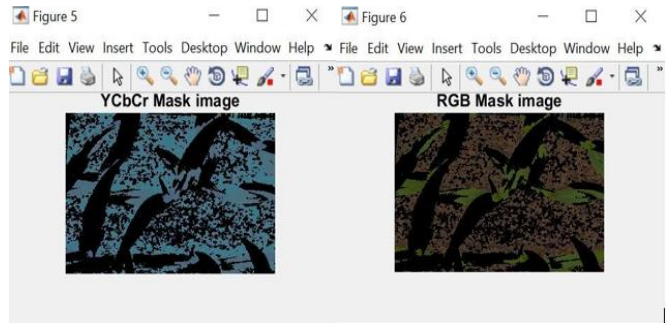 Figure 5
File Edit View Insert Tools Desktop Window Help
YCbCr Mask image
Figure 6
File Edit View Insert Tools Desktop Window Help
RGB Mask image